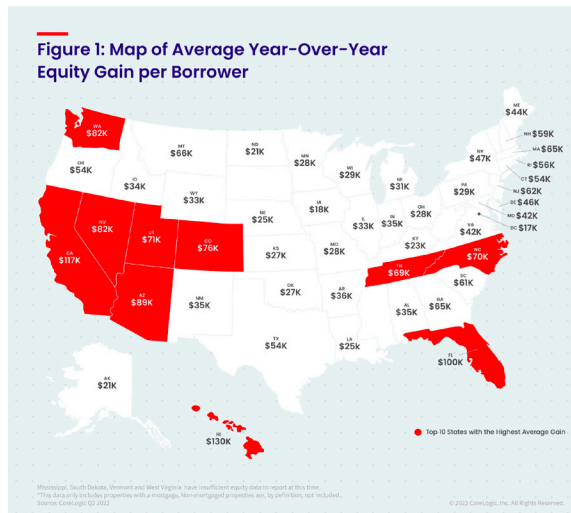 Figure 1: Map of Average Year-Over-Year
Equity Gain per Borrower
WA
$82K
OR
$54K
ID
$34K
MT
$66K
WY
$33K
ND
$21K
MN
$28K
WI
$29K
MI
$31K
NY
$47K
ME
$44K
NH $59K
MA $65K
RI $56K
CT $54K
NJ $62K
DE $46K
MD $42K
DC $17K
PA
$29K
CA
$117K
NV
$82K
UT
$71K
CO
$76K
NE
$25K
IA
$18K
IL
$33K
IN
$35K
OH
$28K
VA
$42K
KY
$23K
KS
$27K
MO
$28K
AZ
$89K
NM
$35K
OK
$27K
AR
$36K
TN
$69K
NC
$70K
SC
$61K
AL
$35K
GA
$65K
TX
$54K
LA
$25K
FL
$100K
AK
$21K
HI
$130K
Top 10 States with the Highest Average Gain
Mississippi, South Dakota, Vermont and West Virginia have insufficient equity data to report at this time.
*This data only includes properties with a mortgage. Non-mortgaged properties are, by definition, not included.
Source: CoreLogic Q2 2022
© 2022 CoreLogic, Inc. All Rights Reserved.